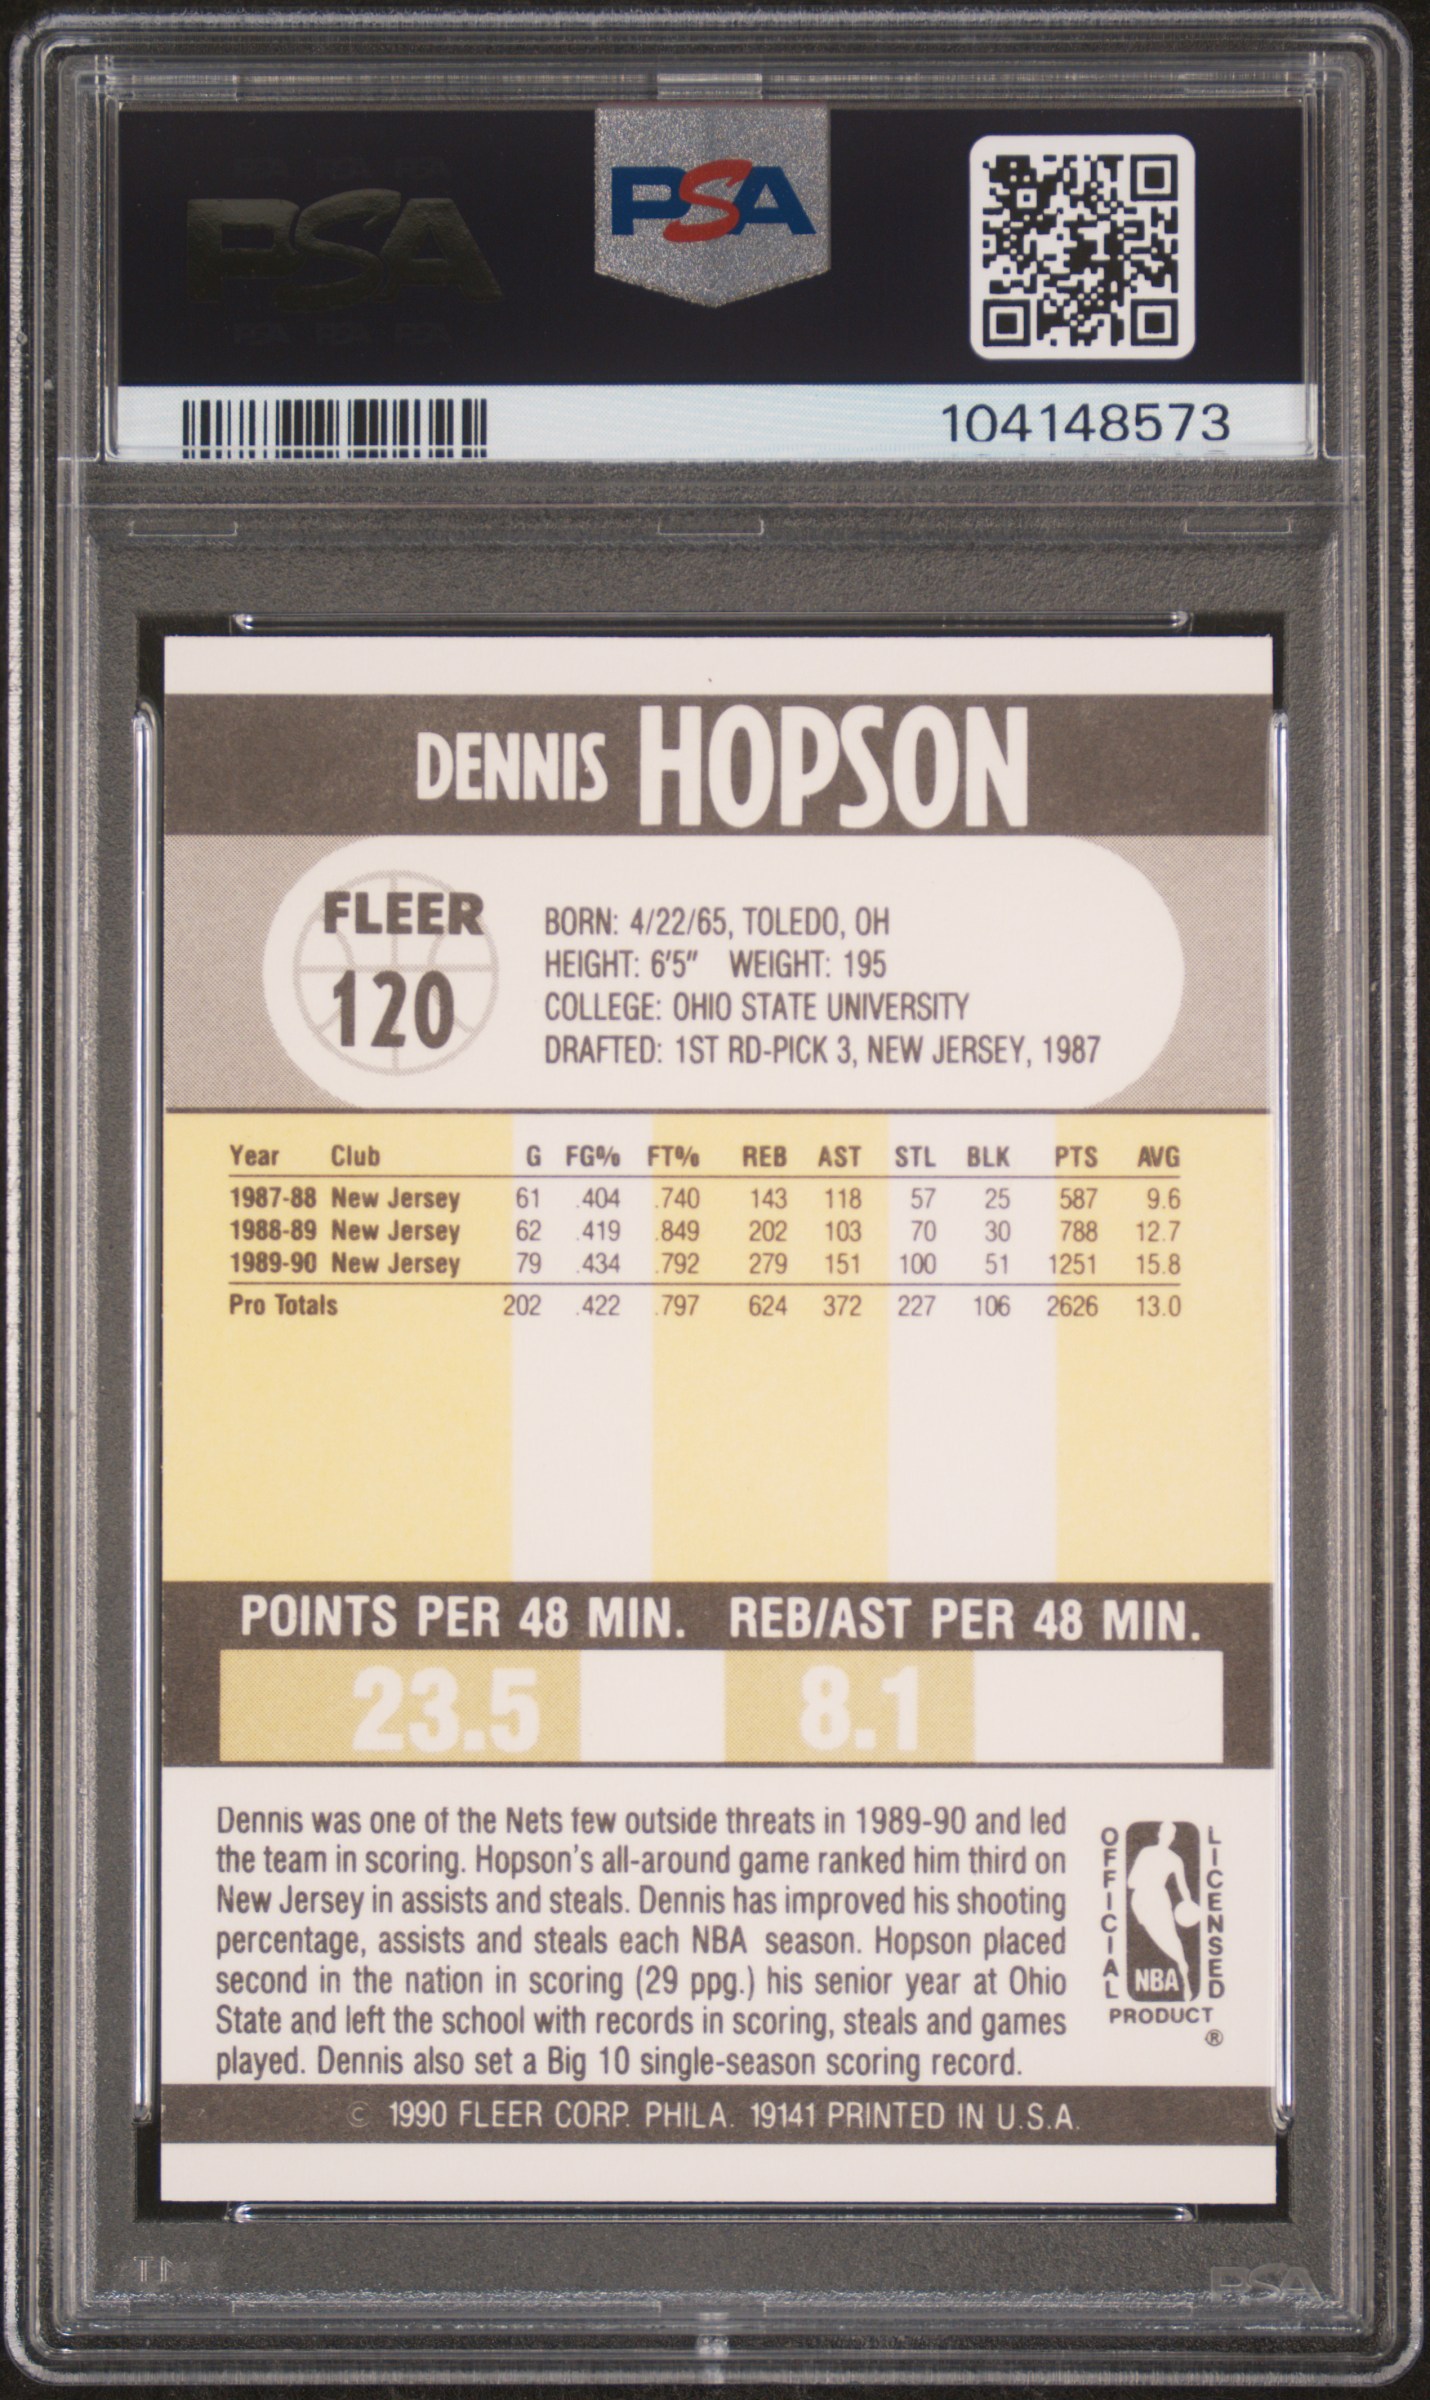 PSA
PSA
104148573
DENNIS HOPSON
FLEER
120
BORN: 4/22/65, TOLEDO, OH
HEIGHT: 6'5" WEIGHT: 195
COLLEGE: OHIO STATE UNIVERSITY
DRAFTED: 1ST RD-PICK 3, NEW JERSEY, 1987
Year Club G FG% FT% REB AST STL BLK PTS AVG
1987-88 New Jersey 61 .404 .740 143 118 57 25 587 9.6
1988-89 New Jersey 62 .419 .849 202 103 70 30 788 12.7
1989-90 New Jersey 79 .434 .792 279 151 100 51 1251 15.8
Pro Totals 202 .422 .797 624 372 227 106 2626 13.0
POINTS PER 48 MIN. REB/AST PER 48 MIN.
23.5 8.1
Dennis was one of the Nets few outside threats in 1989-90 and led
the team in scoring. Hopson's all-around game ranked him third on
New Jersey in assists and steals. Dennis has improved his shooting
percentage, assists and steals each NBA season. Hopson placed
second in the nation in scoring (29 ppg.) his senior year at Ohio
State and left the school with records in scoring, steals and games
played. Dennis also set a Big 10 single-season scoring record.
OFFICIAL
NBA
LICENSED
PRODUCT
®
© 1990 FLEER CORP. PHILA. 19141 PRINTED IN U.S.A.
PSA